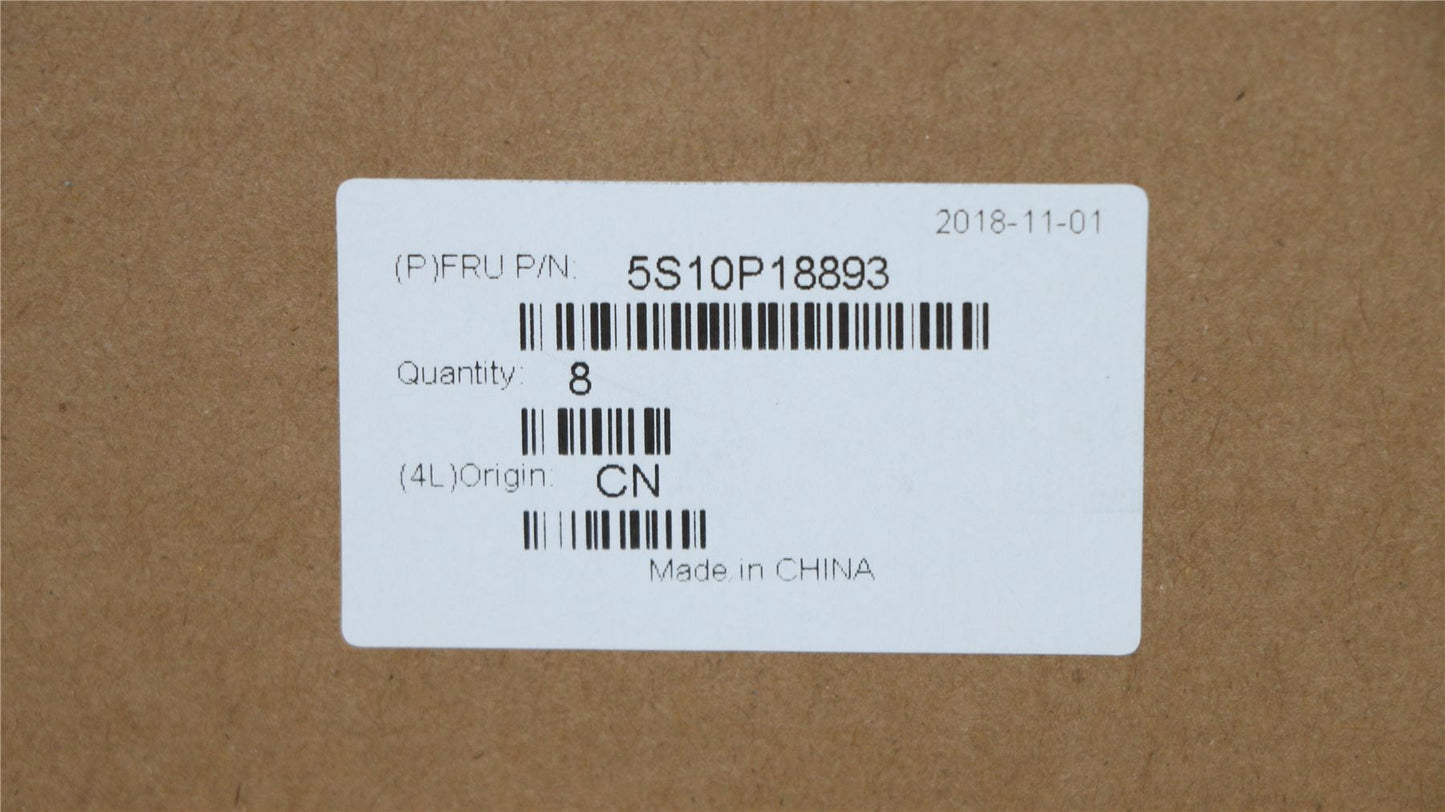 2018-11-01
(P)FRU P/N: 5S10P18893
Quantity: 8
(4L)Origin: CN
Made in CHINA